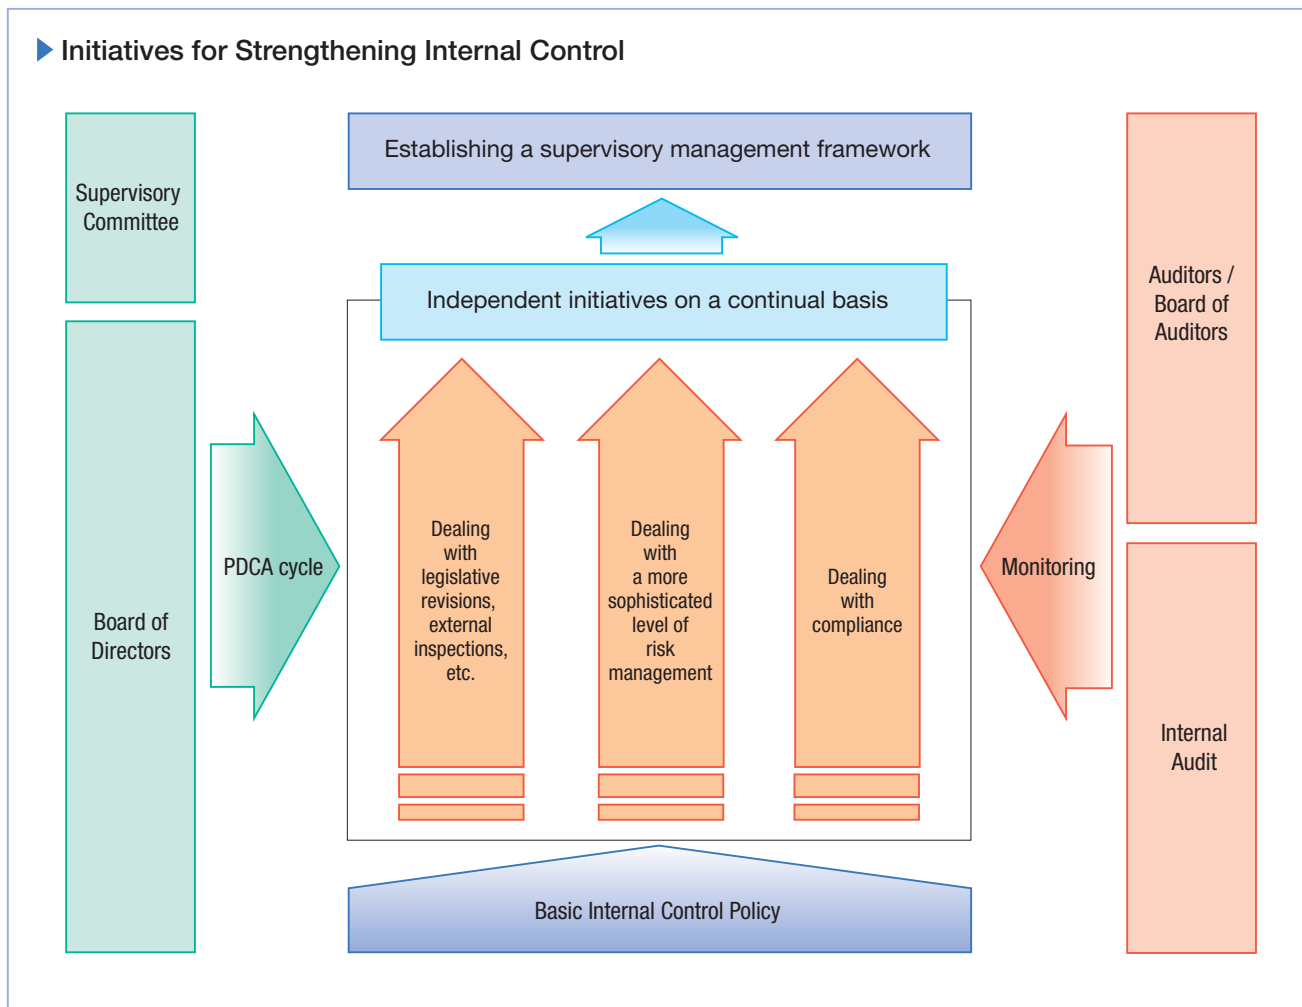 Initiatives for Strengthening Internal Control
Supervisory
Committee
Board of
Directors
PDCA cycle
Establishing a supervisory management framework
Independent initiatives on a continual basis
Dealing
with
legislative
revisions,
external
inspections,
etc.
Dealing
with
a more
sophisticated
level of
risk
management
Dealing
with
compliance
Basic Internal Control Policy
Monitoring
Auditors /
Board of
Auditors
Internal
Audit